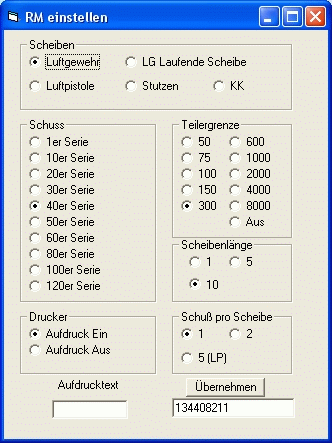 RM einstellen
Scheiben
Luftgewehr LG Laufende Scheibe
Luftpistole Stutzen KK
Schuss
1er Serie
10er Serie
20er Serie
30er Serie
40er Serie
50er Serie
60er Serie
80er Serie
100er Serie
120er Serie
Teilergrenze
50 600
75 1000
100 2000
150 4000
300 8000
Aus
Scheibenlänge
1 5
10
Drucker
Aufdruck Ein
Aufdruck Aus
Schuß pro Scheibe
1 2
5 (LP)
Aufdrucktext
Übernehmen
134408211